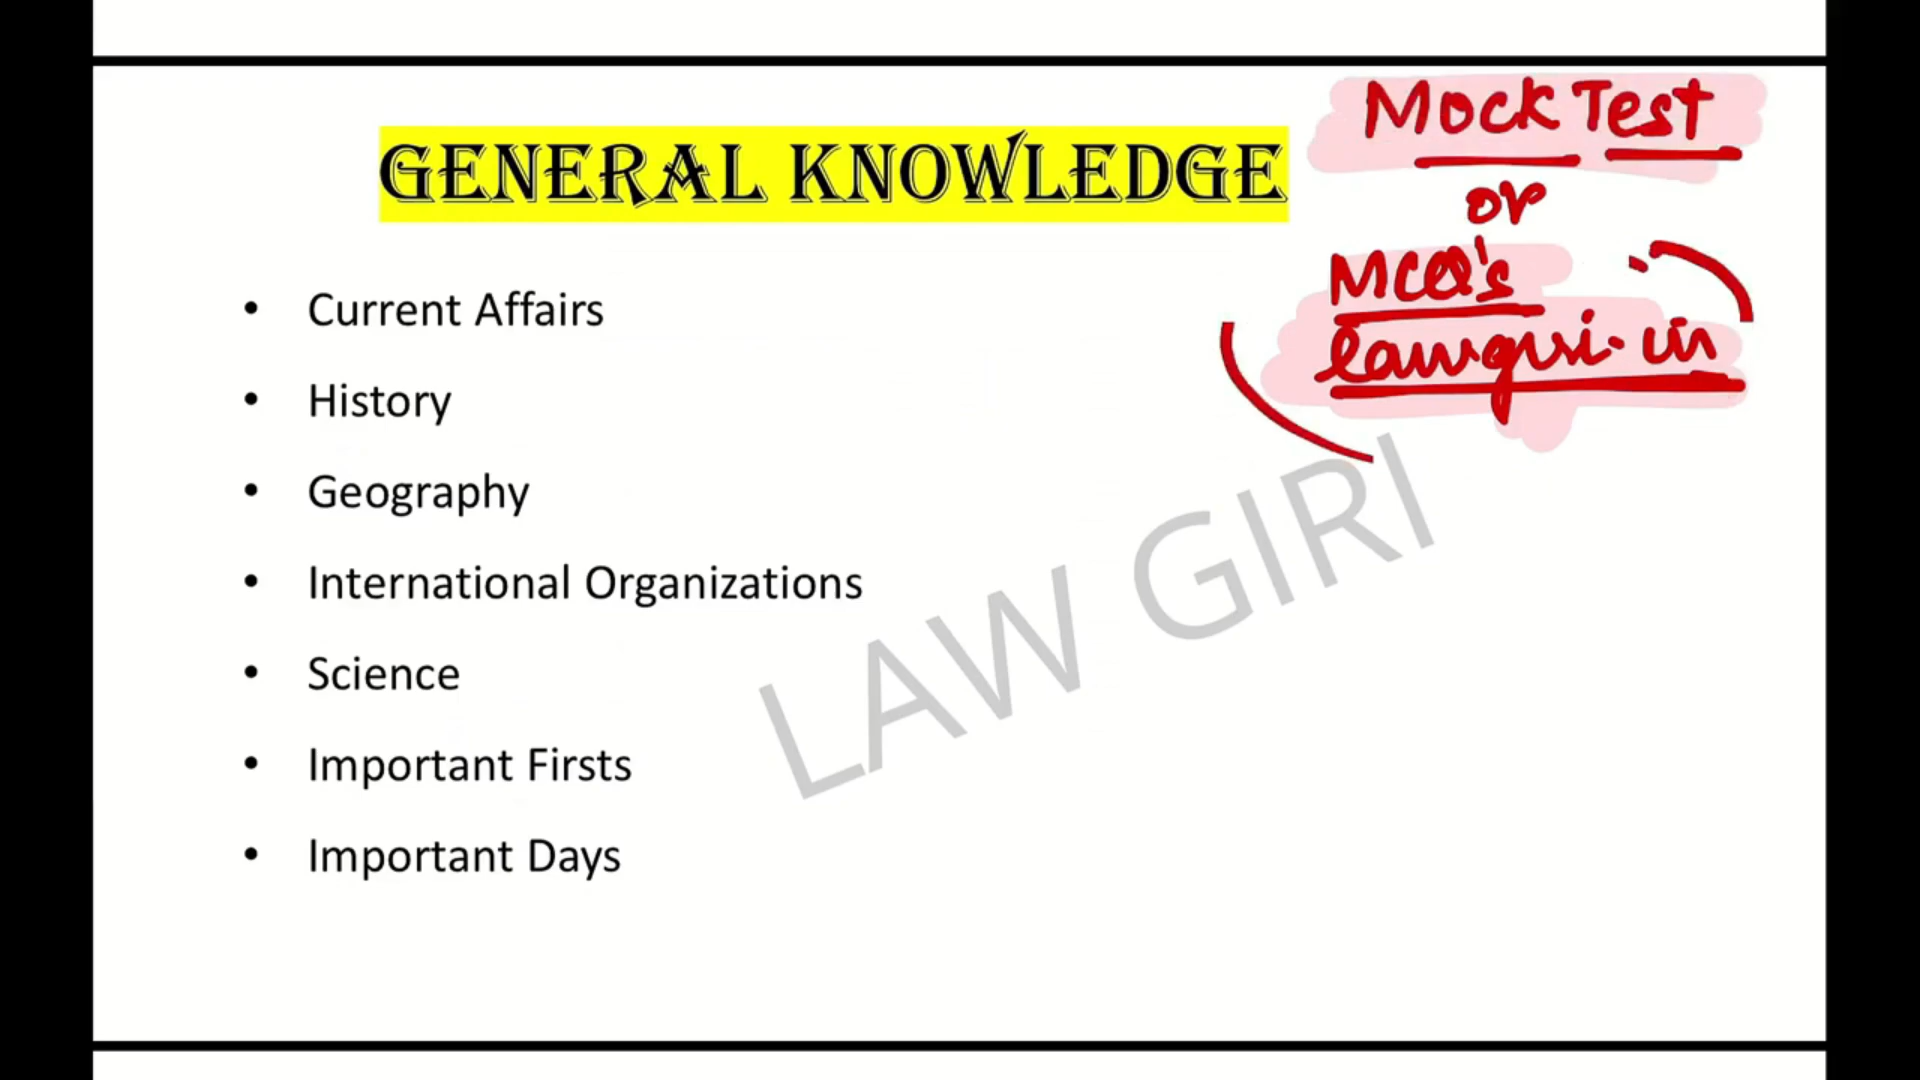 GENERAL KNOWLEDGE
Mock Test
or
MCQ's
lawgiri.in
• Current Affairs
• History
• Geography
• International Organizations
• Science
• Important Firsts
• Important Days
LAW GIRI